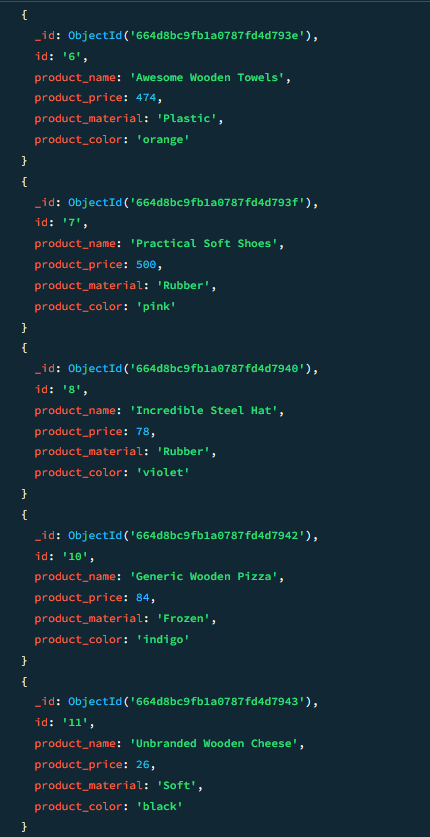 {
_id: ObjectId('664d8bc9fb1a0787fd4d793e'),
id: '6',
product_name: 'Awesome Wooden Towels',
product_price: 474,
product_material: 'Plastic',
product_color: 'orange'
}
{
_id: ObjectId('664d8bc9fb1a0787fd4d793f'),
id: '7',
product_name: 'Practical Soft Shoes',
product_price: 500,
product_material: 'Rubber',
product_color: 'pink'
}
{
_id: ObjectId('664d8bc9fb1a0787fd4d7940'),
id: '8',
product_name: 'Incredible Steel Hat',
product_price: 78,
product_material: 'Rubber',
product_color: 'violet'
}
{
_id: ObjectId('664d8bc9fb1a0787fd4d7942'),
id: '10',
product_name: 'Generic Wooden Pizza',
product_price: 84,
product_material: 'Frozen',
product_color: 'indigo'
}
{
_id: ObjectId('664d8bc9fb1a0787fd4d7943'),
id: '11',
product_name: 'Unbranded Wooden Cheese',
product_price: 26,
product_material: 'Soft',
product_color: 'black'
}